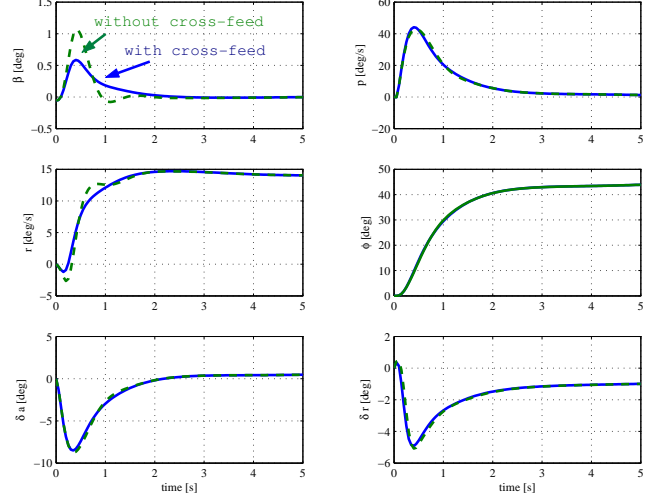 without cross-feed
with cross-feed
β [deg]
1.5
1
0.5
0
−0.5
0 1 2 3 4 5
p [deg/s]
60
40
20
0
−20
0 1 2 3 4 5
r [deg/s]
15
10
5
0
−5
0 1 2 3 4 5
ϕ [deg]
50
40
30
20
10
0
0 1 2 3 4 5
δ a [deg]
5
0
−5
−10
0 1 2 3 4 5
time [s]
δ r [deg]
0
−2
−4
−6
0 1 2 3 4 5
time [s]